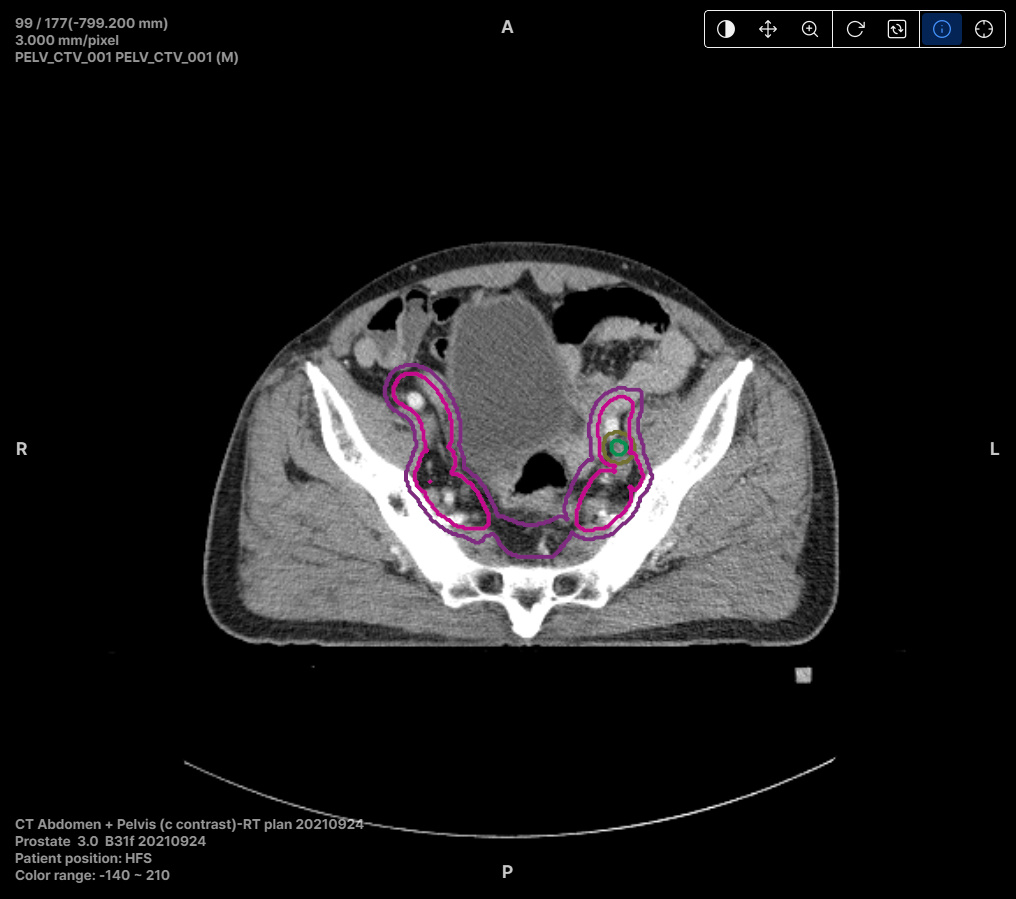 99 / 177(-799.200 mm)
3.000 mm/pixel
PELV_CTV_001 PELV_CTV_001 (M)
A
R
L
CT Abdomen + Pelvis (c contrast)-RT plan 20210924
Prostate  3.0  B31f 20210924
Patient position: HFS
Color range: -140 ~ 210
P